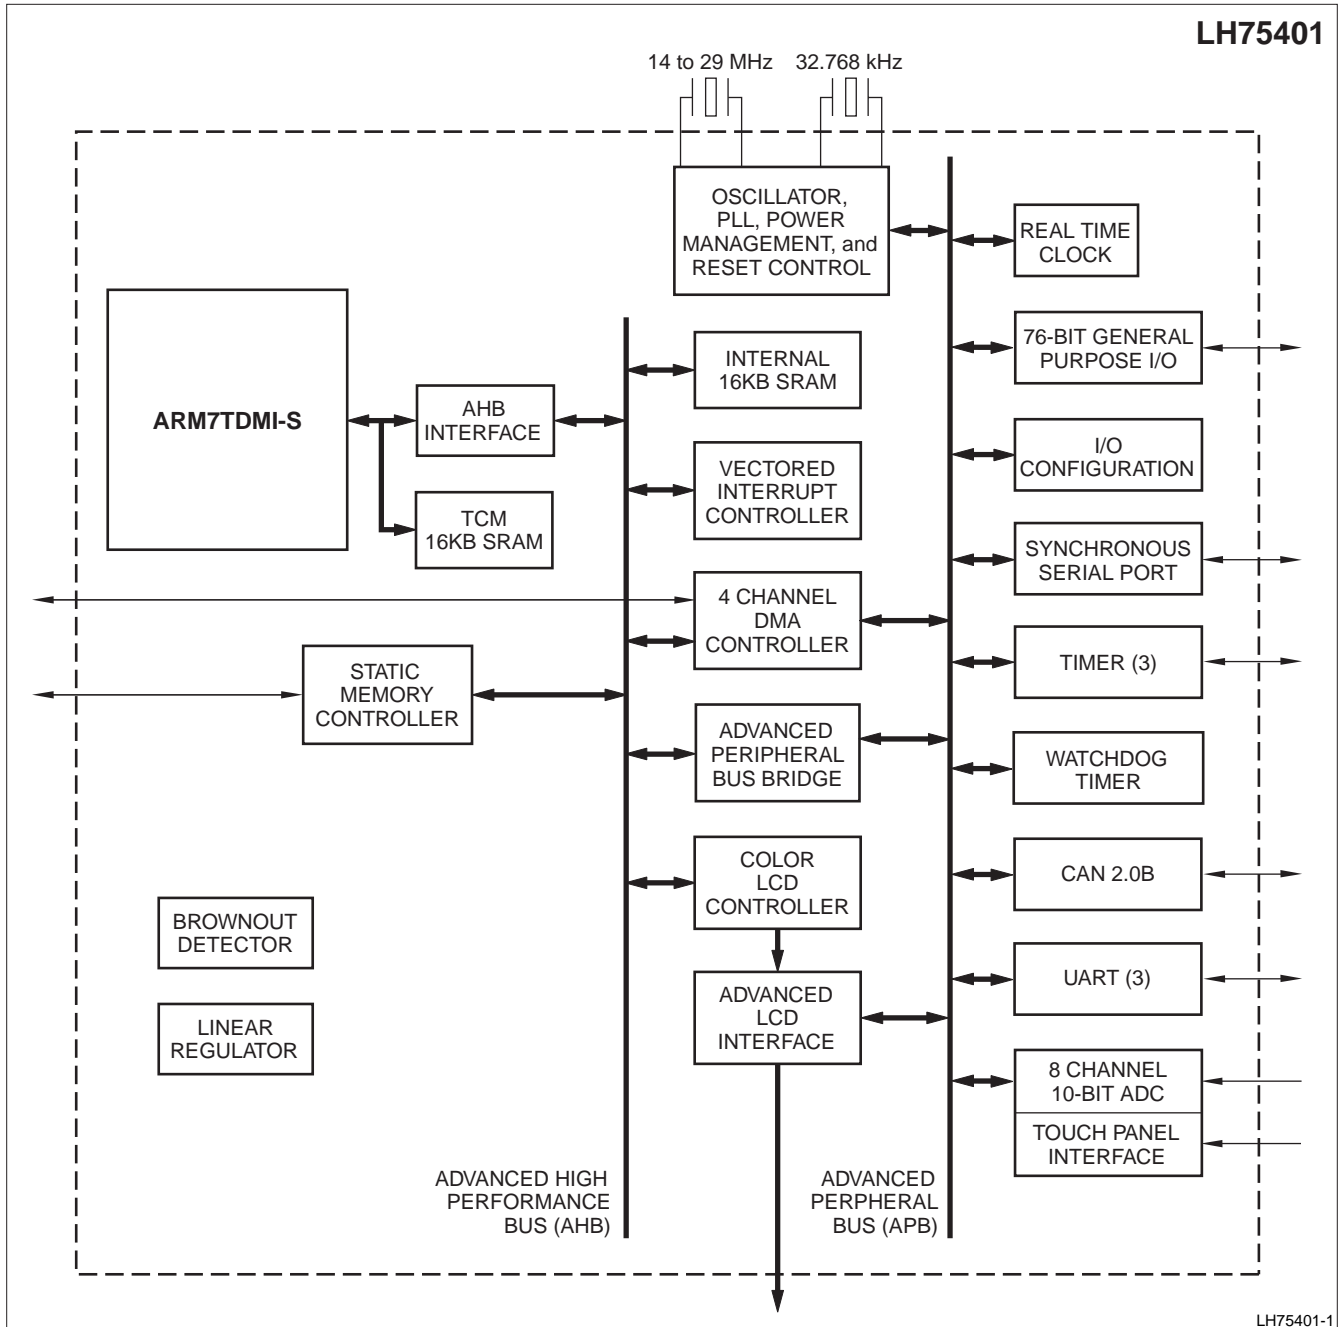 LH75401
14 to 29 MHz
32.768 kHz
OSCILLATOR,
PLL, POWER
MANAGEMENT, and
RESET CONTROL
REAL TIME
CLOCK
76-BIT GENERAL
PURPOSE I/O
INTERNAL
16KB SRAM
ARM7TDMI-S
AHB
INTERFACE
I/O
CONFIGURATION
VECTORED
INTERRUPT
CONTROLLER
TCM
16KB SRAM
SYNCHRONOUS
SERIAL PORT
4 CHANNEL
DMA
CONTROLLER
TIMER (3)
STATIC
MEMORY
CONTROLLER
ADVANCED
PERIPHERAL
BUS BRIDGE
WATCHDOG
TIMER
COLOR
LCD
CONTROLLER
CAN 2.0B
BROWNOUT
DETECTOR
ADVANCED
LCD
INTERFACE
UART (3)
LINEAR
REGULATOR
8 CHANNEL
10-BIT ADC
TOUCH PANEL
INTERFACE
ADVANCED HIGH
PERFORMANCE
BUS (AHB)
ADVANCED
PERPHERAL
BUS (APB)
LH75401-1